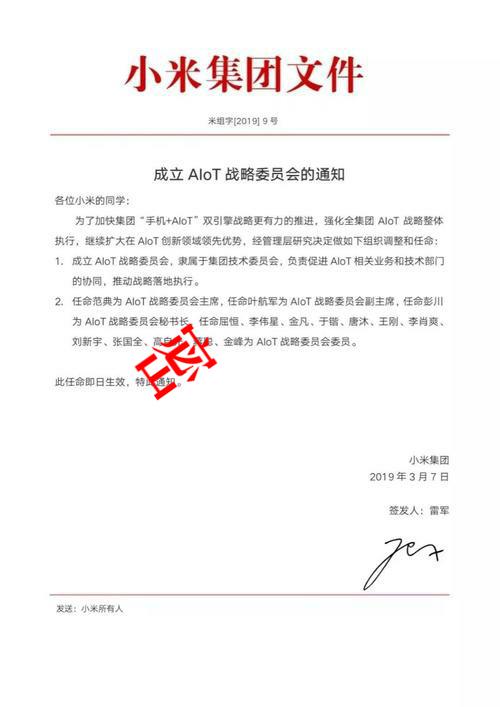 小米集团文件
米组字[2019] 9 号
成立 AIoT 战略委员会的通知
各位小米的同学：
为了加快集团“手机+AIoT”双引擎战略更有力的推进，强化全集团 AIoT 战略整体
执行，继续扩大在 AIoT 创新领域领先优势，经管理层研究决定做如下组织调整和任命：
1. 成立 AIoT 战略委员会，隶属于集团技术委员会，负责促进 AIoT 相关业务和技术部门
的协同，推动战略落地执行。
2. 任命范典为 AIoT 战略委员会主席，任命叶航军为 AIoT 战略委员会副主席，任命彭川
为 AIoT 战略委员会秘书长，任命屈恒、李伟星、金凡、于锴、唐沐、王刚、李肖爽、
刘新宇、张国全、高自光、聪、金峰为 AIoT 战略委员会委员。
此任命即日生效，特此通知。
小米集团
2019 年 3 月 7 日
签发人：雷军
发送：小米所有人